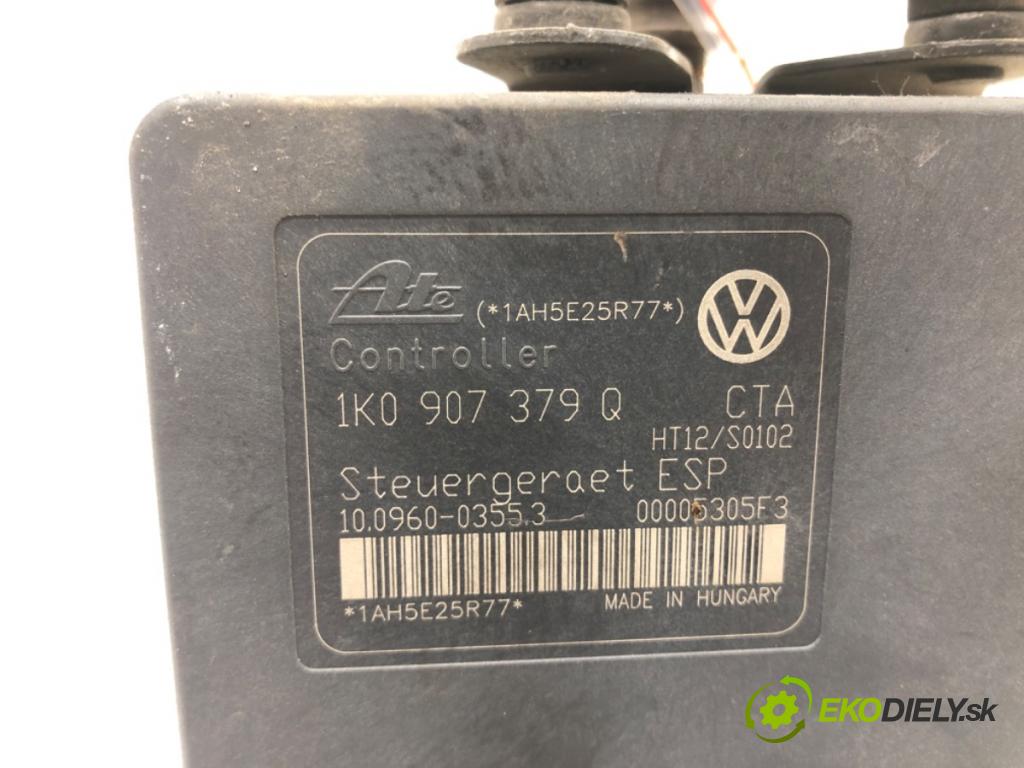 Ate (*1AH5E25R77*)
VW
Controller
1K0 907 379 Q CTA
HT12/S0102
Steuergeraet ESP
10.0960-0355.3 00005305F3
*1AH5E25R77* MADE IN HUNGARY
EKODIELY.sk